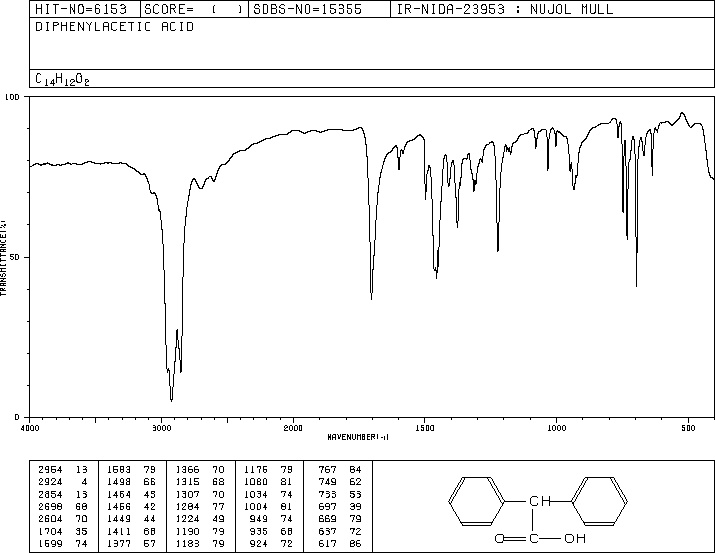 HIT-NO=6153 SCORE= ( ) SDBS-NO=15355 IR-NIDA-23953 : NUJOL MULL
DIPHENYLACETIC ACID
C14H12O2
100
50
0
TRANSMITTANCE(%)
4000 3000 2000 1500 1000 500
WAVENUMBER(-1)
2954 13 1583 79 1366 70 1176 79 767 84
2924 4 1498 66 1315 68 1080 81 749 62
2854 13 1464 45 1307 70 1034 74 733 53
2698 68 1456 42 1284 77 1004 81 697 39
2604 70 1449 44 1224 49 949 74 669 79
1704 35 1411 68 1190 79 935 68 637 72
1599 74 1377 57 1183 79 924 72 617 86
CH
O OH